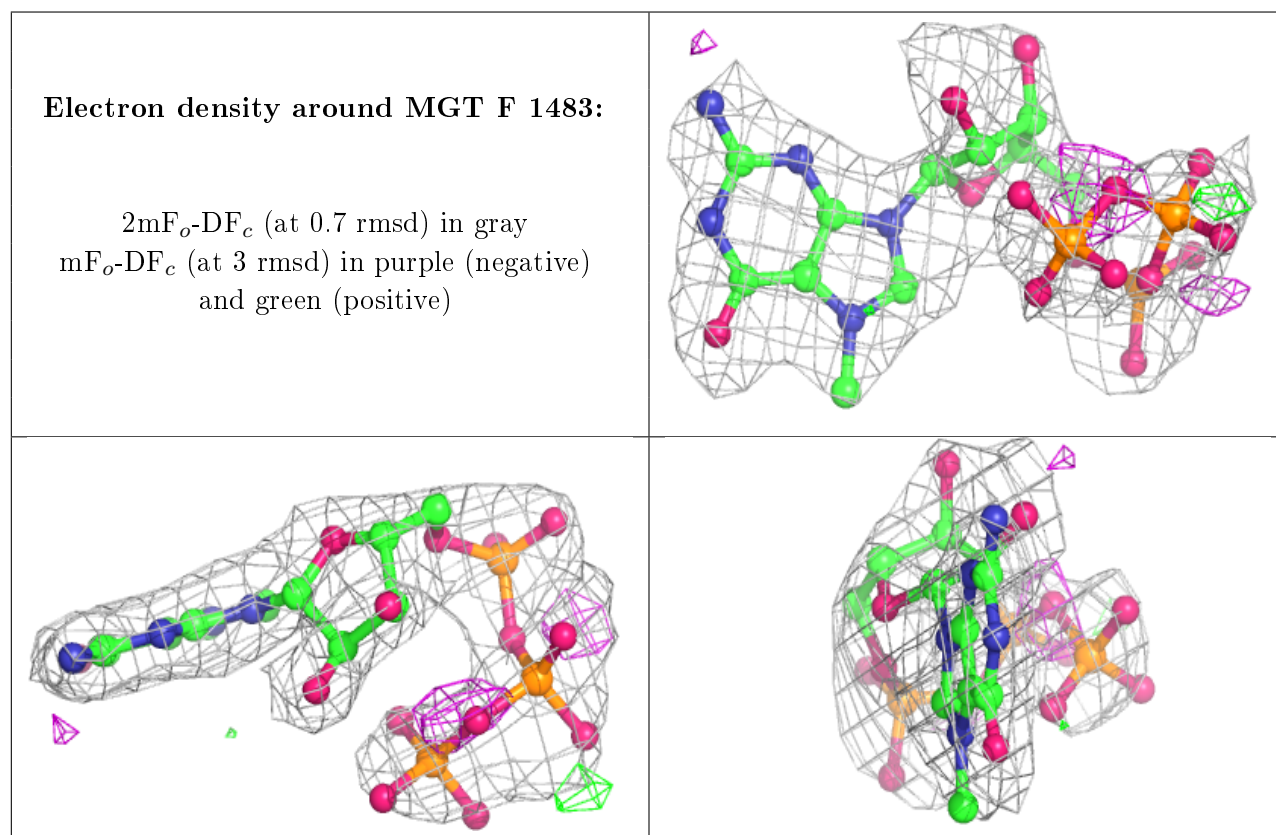 Electron density around MGT F 1483:
2mFo-DFc (at 0.7 rmsd) in gray
mFo-DFc (at 3 rmsd) in purple (negative)
and green (positive)